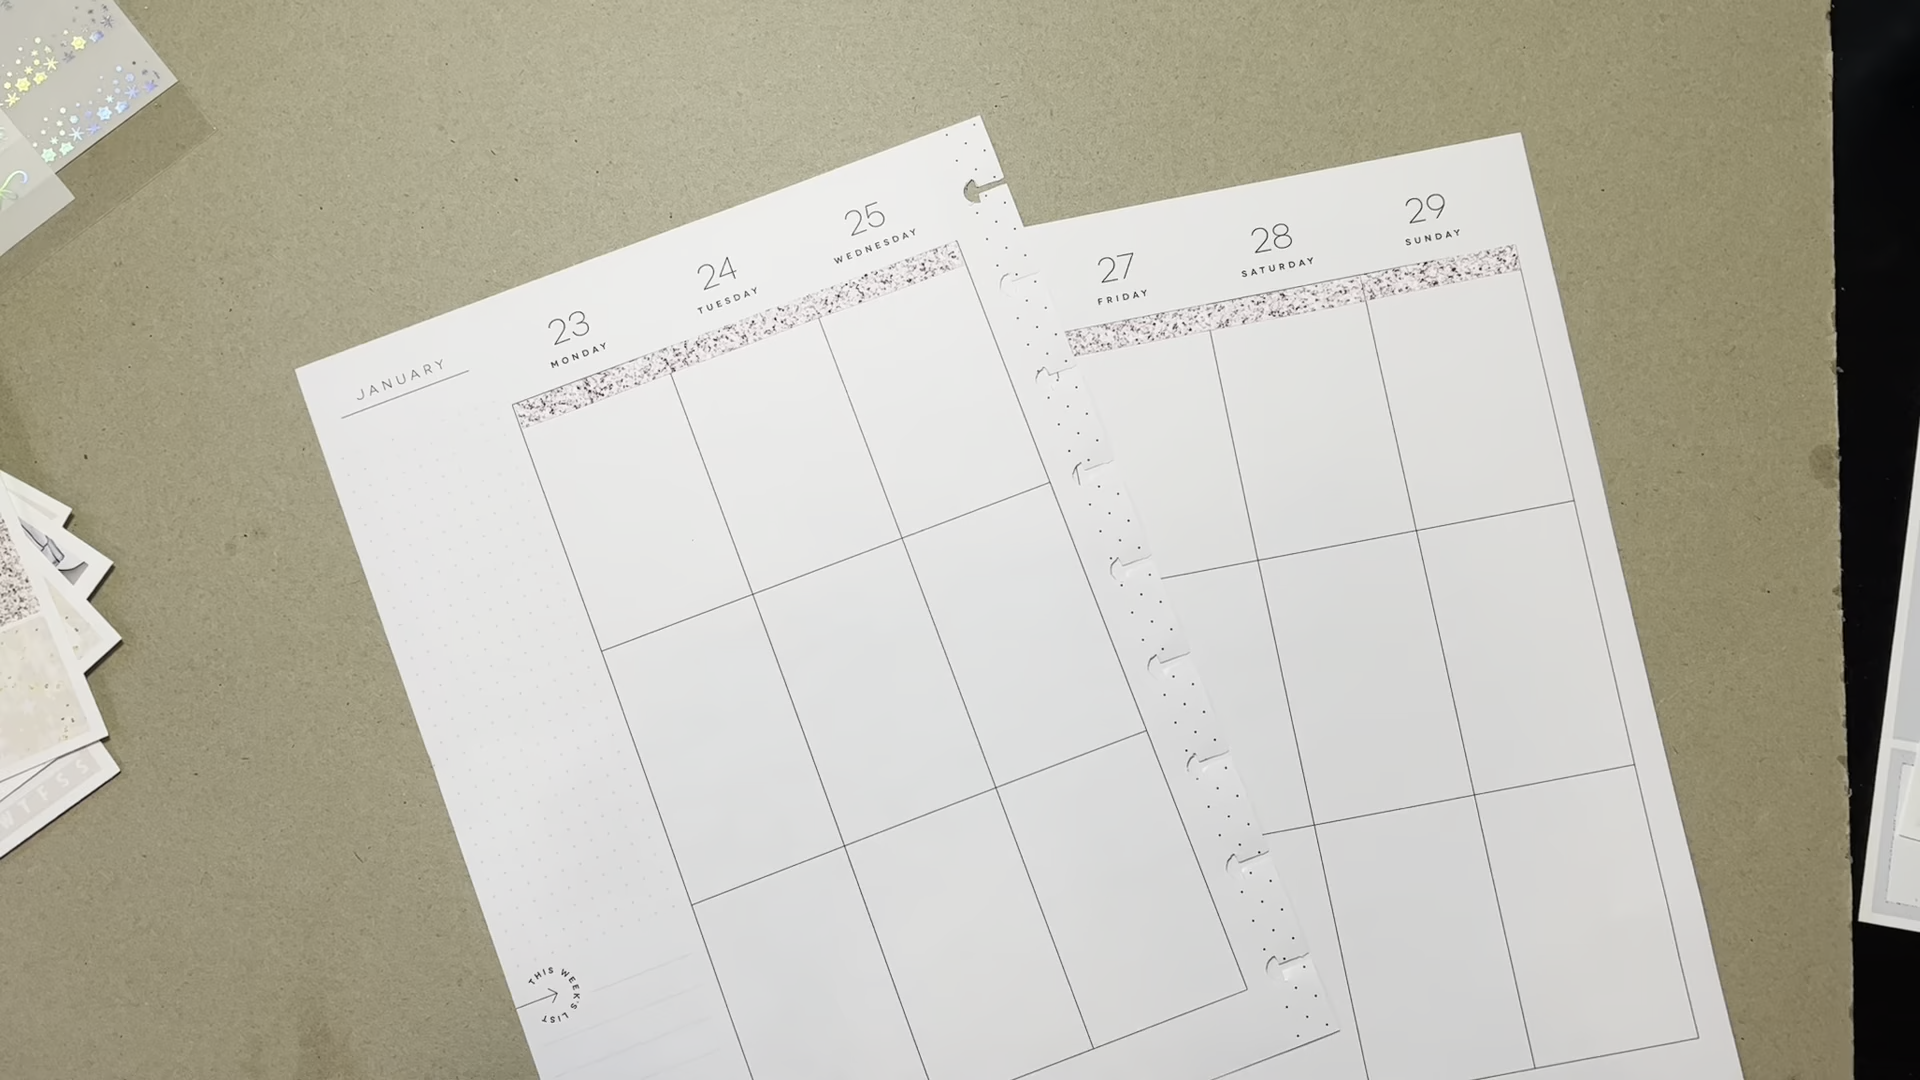 JANUARY
23
MONDAY
24
TUESDAY
25
WEDNESDAY
27
FRIDAY
28
SATURDAY
29
SUNDAY
THIS WEEK'S LIST
W T F S S